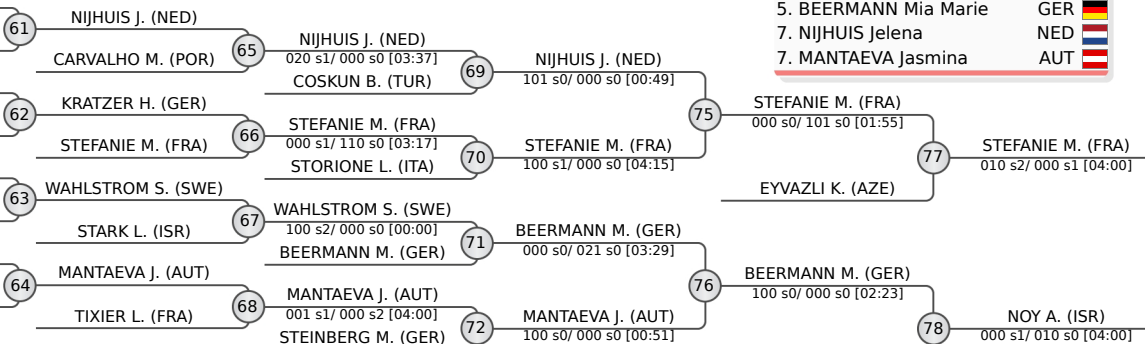 5. BEERMANN Mia Marie GER
7. NIJHUIS Jelena NED
7. MANTAEVA Jasmina AUT
61
NIJHUIS J. (NED)
CARVALHO M. (POR)
62
KRATZER H. (GER)
STEFANIE M. (FRA)
63
WAHLSTROM S. (SWE)
STARK L. (ISR)
64
MANTAEVA J. (AUT)
TIXIER L. (FRA)
65
NIJHUIS J. (NED)
020 s1/ 000 s0 [03:37]
COSKUN B. (TUR)
66
STEFANIE M. (FRA)
000 s1/ 110 s0 [03:17]
STORIONE L. (ITA)
67
WAHLSTROM S. (SWE)
100 s2/ 000 s0 [00:00]
BEERMANN M. (GER)
68
MANTAEVA J. (AUT)
001 s1/ 000 s2 [04:00]
STEINBERG M. (GER)
69
NIJHUIS J. (NED)
101 s0/ 000 s0 [00:49]
70
STEFANIE M. (FRA)
100 s1/ 000 s0 [04:15]
71
BEERMANN M. (GER)
000 s0/ 021 s0 [03:29]
72
MANTAEVA J. (AUT)
100 s0/ 000 s0 [00:51]
75
STEFANIE M. (FRA)
000 s0/ 101 s0 [01:55]
EYVAZLI K. (AZE)
76
BEERMANN M. (GER)
100 s0/ 000 s0 [02:23]
77
STEFANIE M. (FRA)
010 s2/ 000 s1 [04:00]
78
NOY A. (ISR)
000 s1/ 010 s0 [04:00]